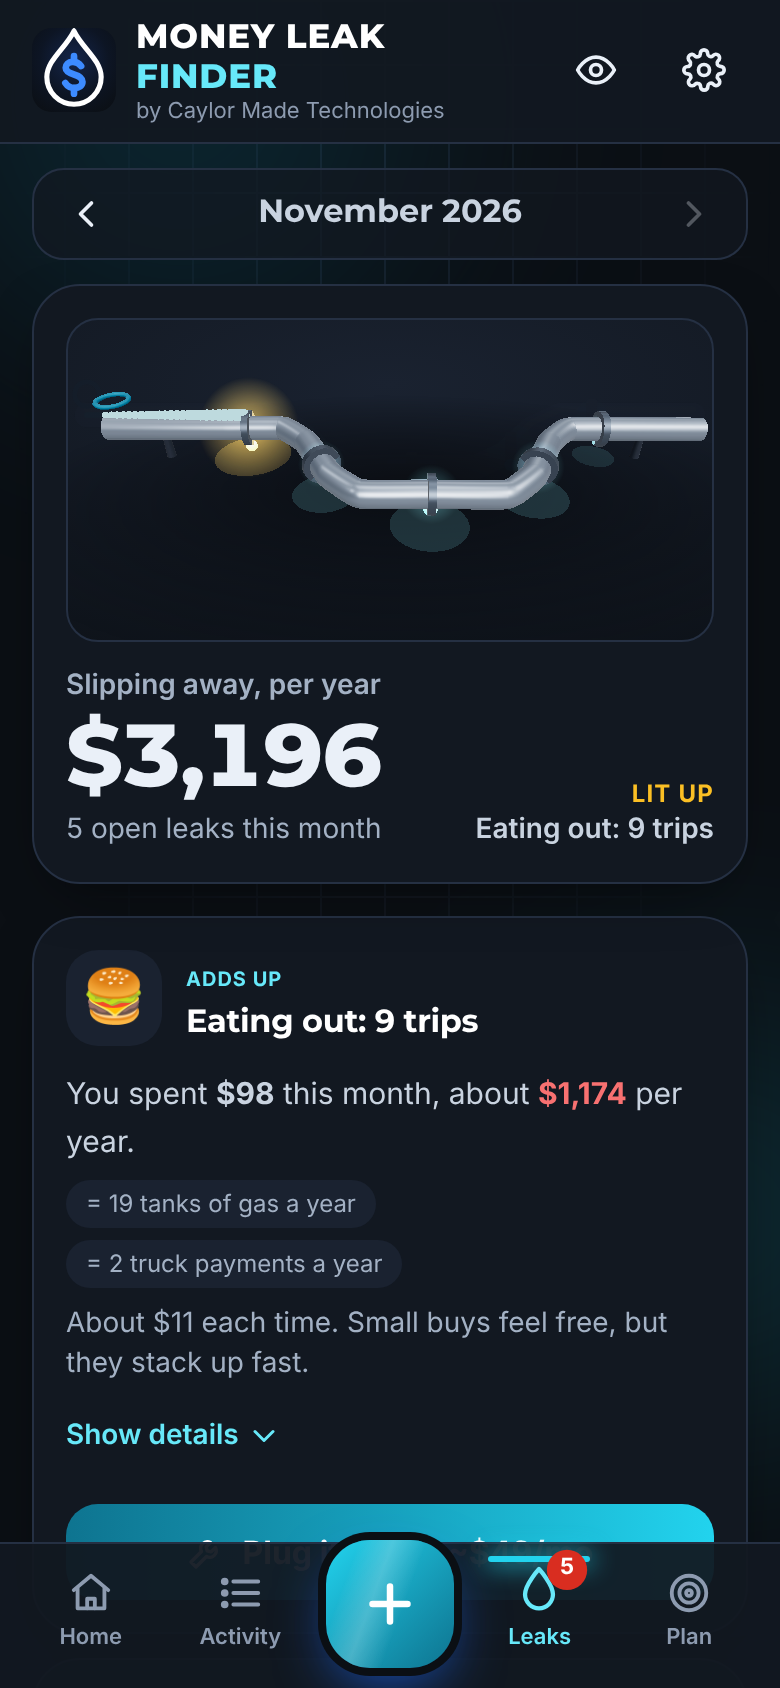 MONEY LEAK
FINDER
by Caylor Made Technologies
November 2026
Slipping away, per year
$3,196
5 open leaks this month
LIT UP
Eating out: 9 trips
ADDS UP
Eating out: 9 trips
You spent $98 this month, about $1,174 per
year.
= 19 tanks of gas a year
= 2 truck payments a year
About $11 each time. Small buys feel free, but
they stack up fast.
Show details
Plug
5
Home
Activity
Leaks
Plan